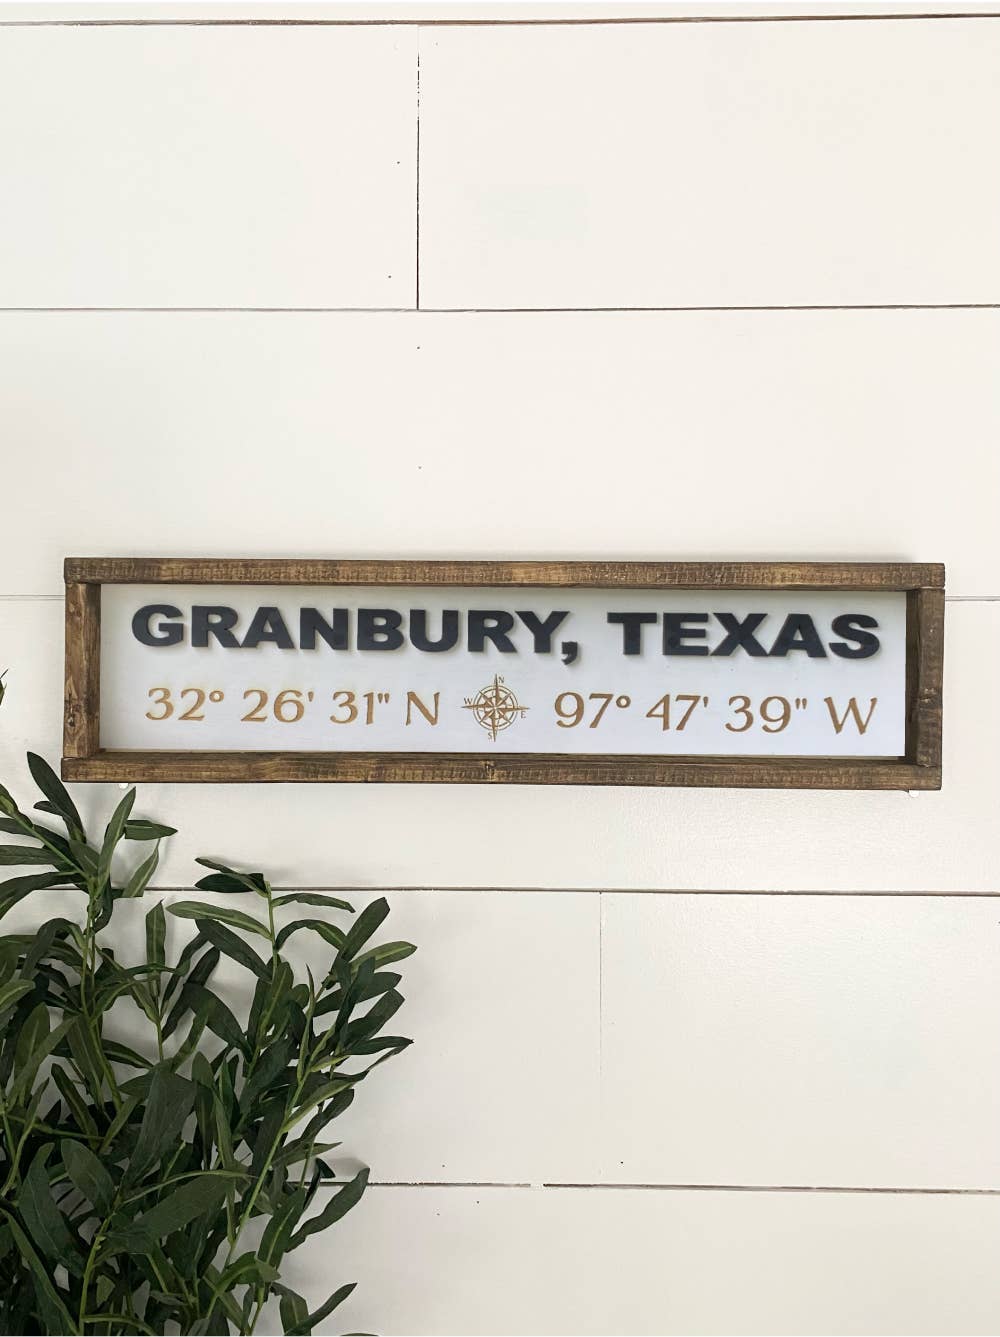 GRANBURY, TEXAS
32° 26' 31" N N W E S 97° 47' 39" W